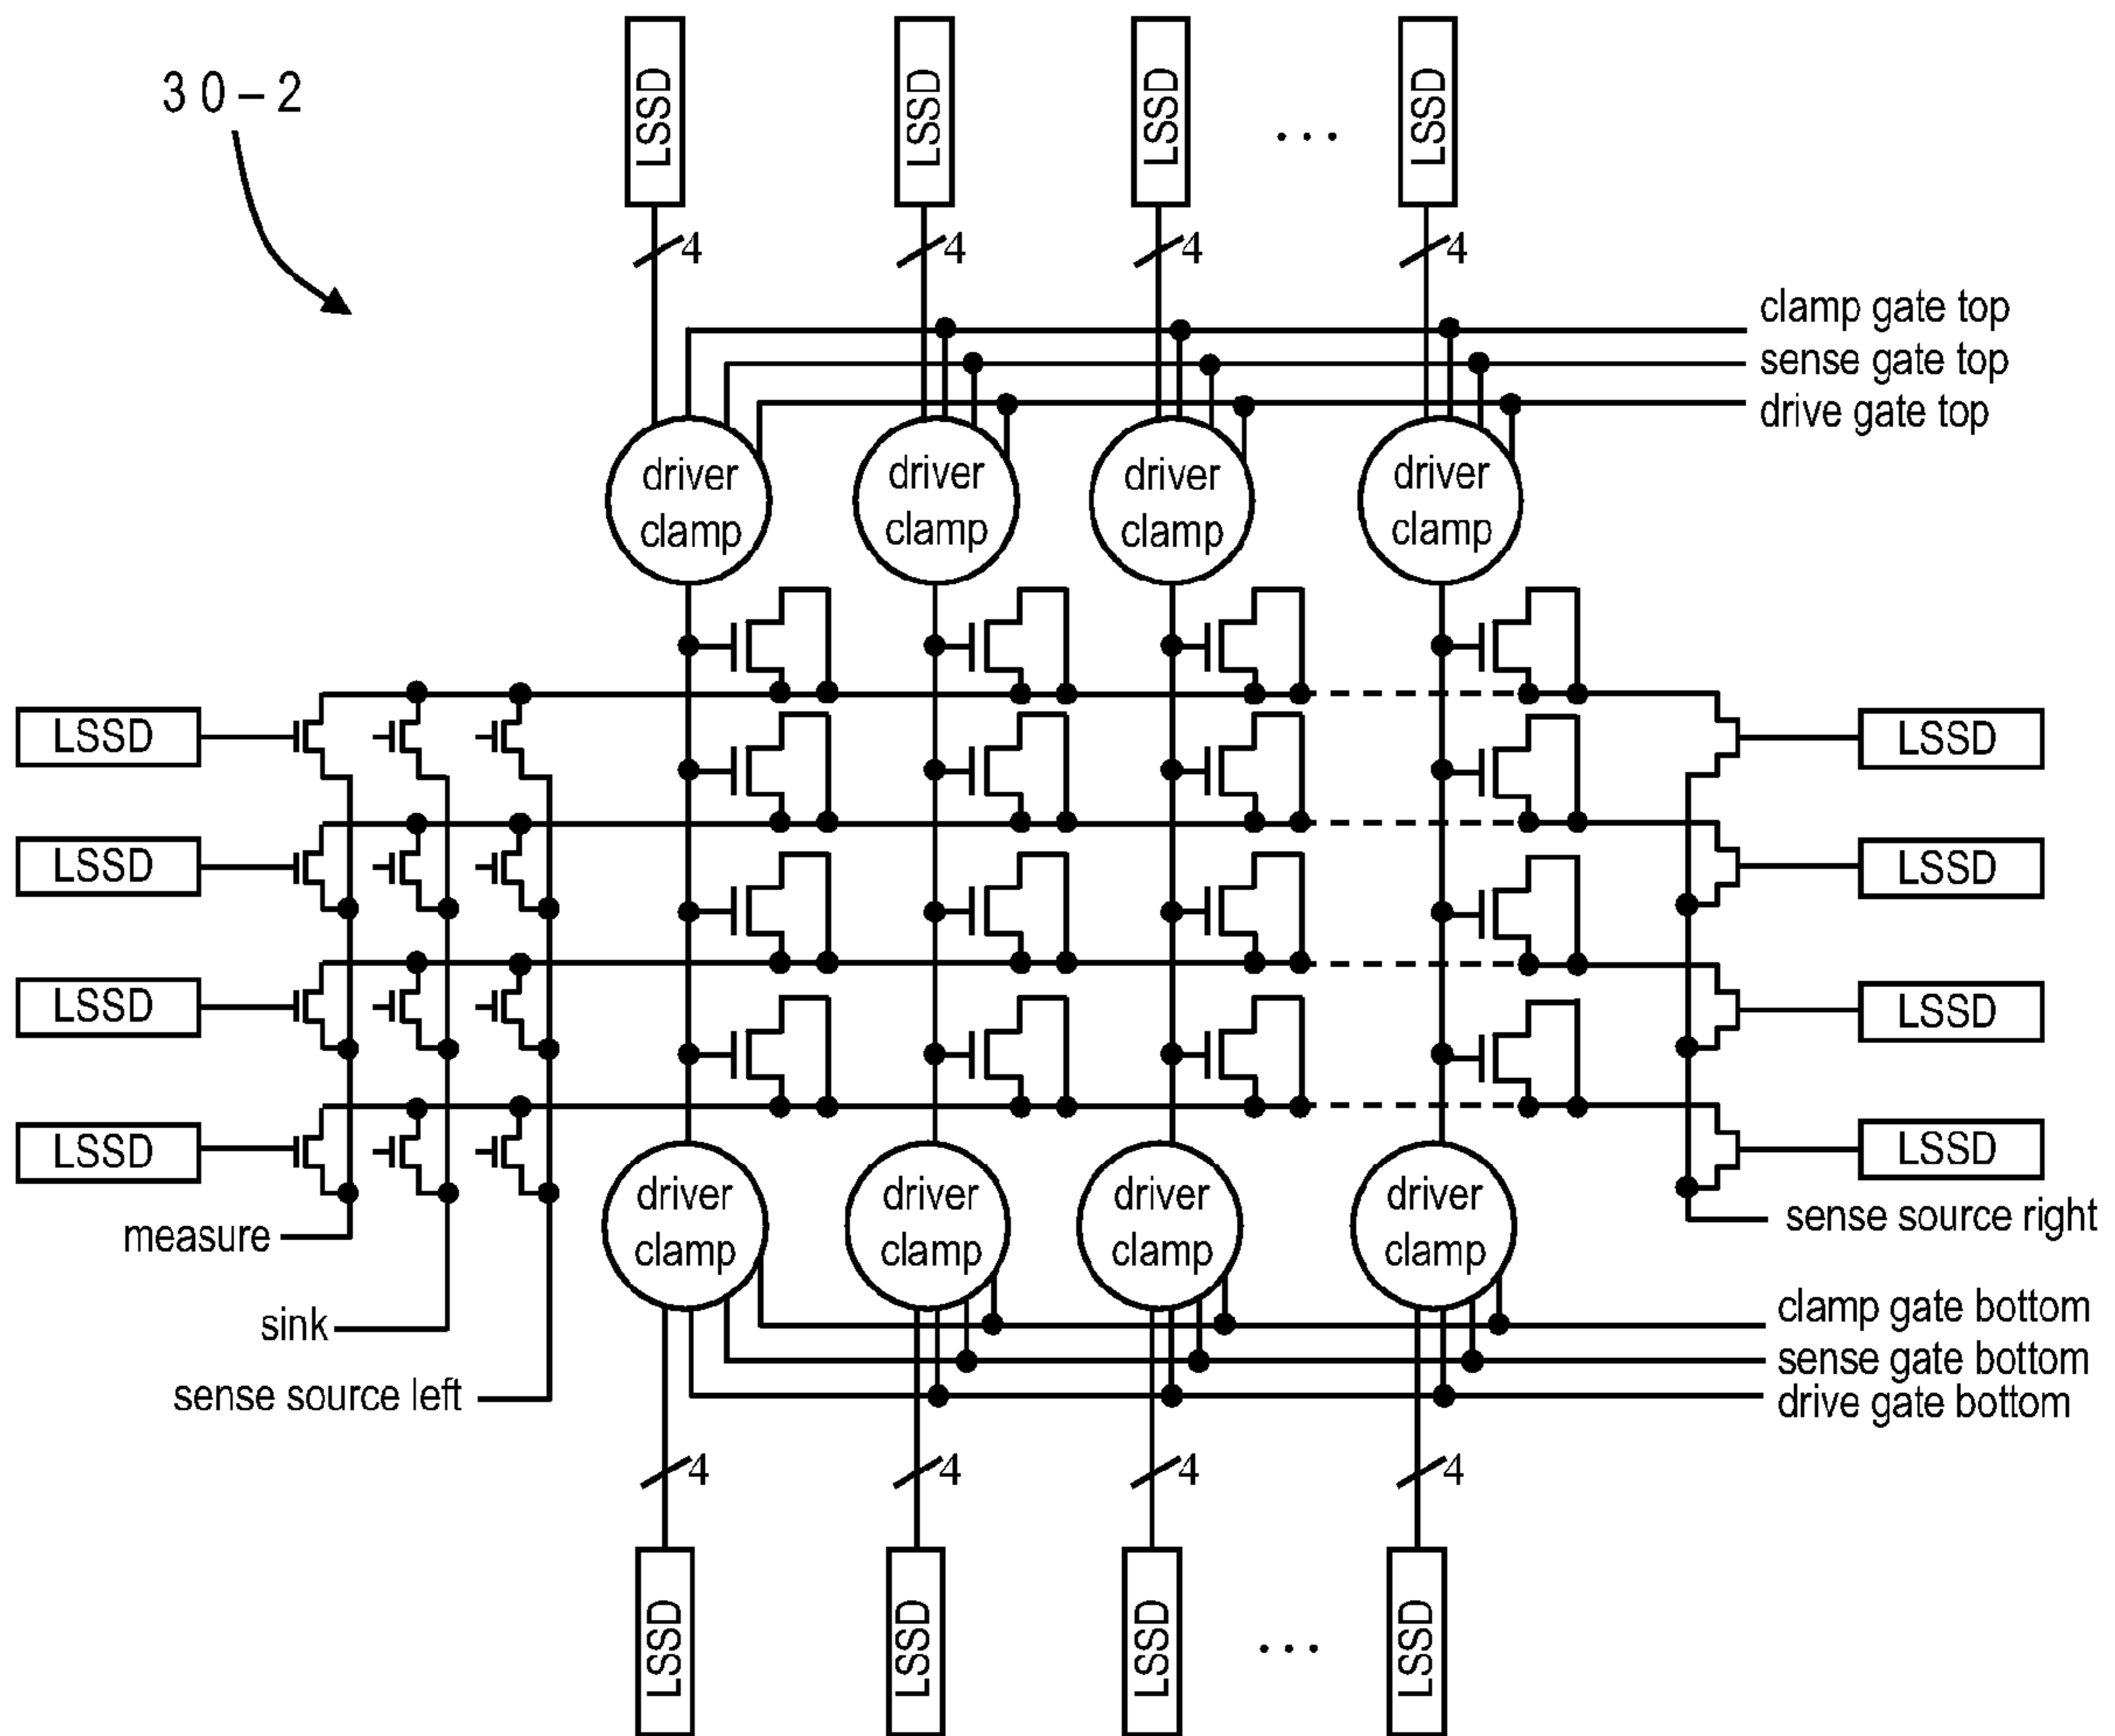 30-2
LSSD LSSD LSSD ... LSSD
4 4 4 4
clamp gate top
sense gate top
drive gate top
driver clamp
driver clamp
driver clamp
driver clamp
LSSD LSSD
LSSD LSSD
LSSD LSSD
LSSD LSSD
measure
sink
sense source left
sense source right
driver clamp
driver clamp
driver clamp
driver clamp
clamp gate bottom
sense gate bottom
drive gate bottom
4 4 4 4
LSSD LSSD LSSD ... LSSD